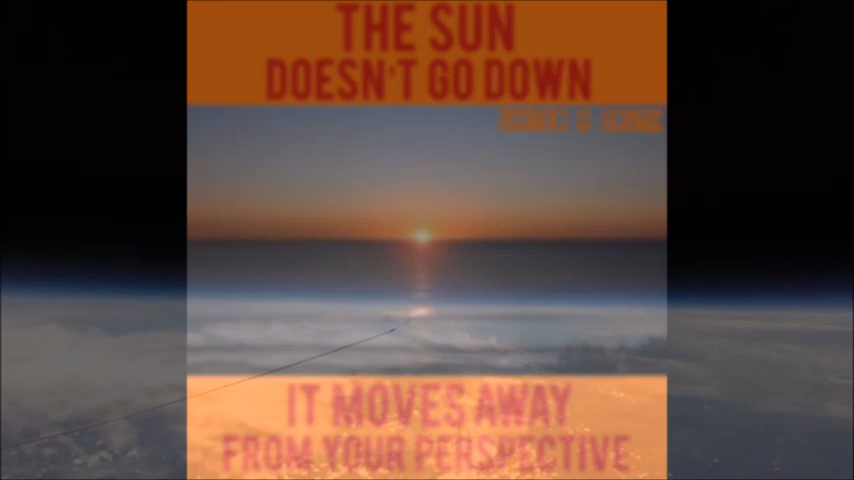 THE SUN
DOESN'T GO DOWN
IT MOVES AWAY
FROM YOUR PERSPECTIVE